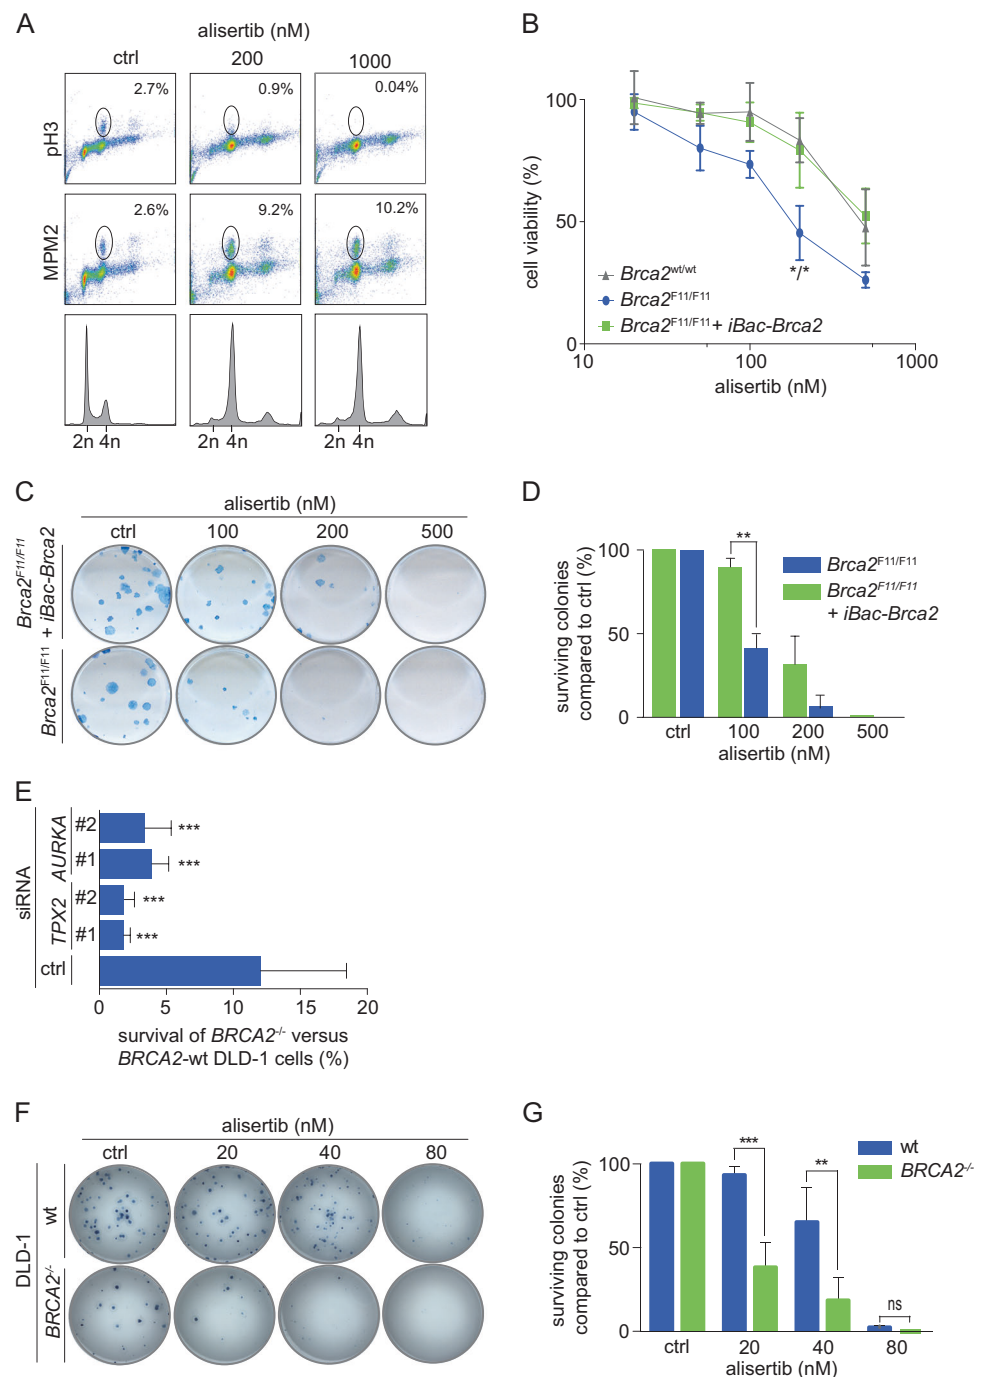 A
alisertib (nM)
ctrl 200 1000
pH3
2.7% 0.9% 0.04%
MPM2
2.6% 9.2% 10.2%
2n 4n 2n 4n 2n 4n
B
cell viability (%)
100
50
0
*/*
Brca2wt/wt
Brca2F11/F11
Brca2F11/F11 + iBac-Brca2
10 100 1000
alisertib (nM)
C
alisertib (nM)
ctrl 100 200 500
Brca2F11/F11
+ iBac-Brca2
Brca2F11/F11
D
surviving colonies
compared to ctrl (%)
100
50
0
**
Brca2F11/F11
Brca2F11/F11
+ iBac-Brca2
ctrl 100 200 500
alisertib (nM)
E
siRNA
AURKA
#2 ***
#1 ***
TPX2
#2 ***
#1 ***
ctrl
0 5 10 15 20
survival of BRCA2-/- versus
BRCA2-wt DLD-1 cells (%)
F
alisertib (nM)
ctrl 20 40 80
DLD-1
wt
BRCA2-/-
G
surviving colonies
compared to ctrl (%)
100
50
0
***
**
ns
wt
BRCA2-/-
ctrl 20 40 80
alisertib (nM)